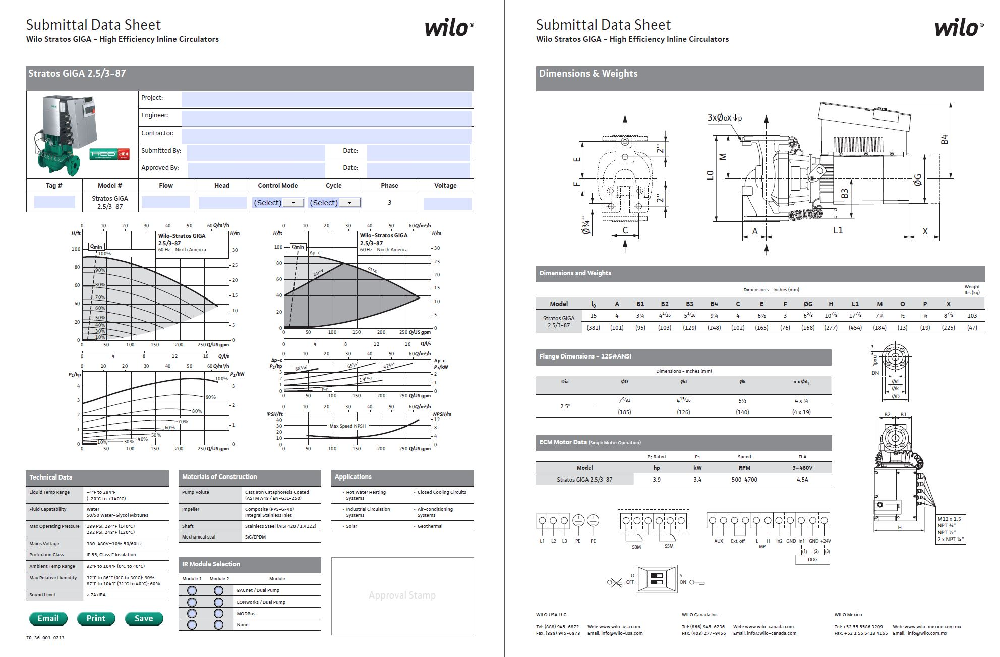 Submittal Data Sheet
Wilo Stratos GIGA – High Efficiency Inline Circulators
wilo®
Stratos GIGA 2.5/3-87
HED ≥IE4
Project:
Engineer:
Contractor:
Submitted By: Date:
Approved By: Date:
Tag # Model # Flow Head Control Mode Cycle Phase Voltage
Stratos GIGA
2.5/3-87
(Select) (Select) 3
0 10 20 30 40 50 60 Q/m³/h
H/ft H/m
Wilo-Stratos GIGA
2.5/3-87
60 Hz – North America
Qmin
100%
90%
80%
70%
60%
50%
40%
30%
10%
100
80
60
40
20
0
30
25
20
15
10
5
0
0 50 100 150 200 250 Q/US gpm
0 4 8 12 16 Q/l/s
0 10 20 30 40 50 60 Q/m³/h
P₁/hp P₁/kW
100%
90%
80%
70%
60%
50%
40%
30%
10%
4
3
2
1
0
3
2
1
0
0 50 100 150 200 250 Q/US gpm
0 10 20 30 40 50 60 Q/m³/h
H/ft H/m
Wilo-Stratos GIGA
2.5/3-87
60 Hz – North America
Qmin
Δp-c
Δp-v
max.
100
80
60
40
20
0
30
25
20
15
10
5
0
0 50 100 150 200 250 Q/US gpm
0 4 8 12 16 Q/l/s
0 10 20 30 40 50 60 Q/m³/h
Δp-c Δp-c
P₁/hp P₁/kW
88⁹/₁₆' 65⁵/₈' 42⁵/₈'
19¹¹/₁₆'
3
2
1
0
2
1
0
0 50 100 150 200 250 Q/US gpm
0 10 20 30 40 50 60 Q/m³/h
NPSH/m
Max Speed NPSH
40
30
20
10
0
12
8
4
0
0 50 100 150 200 250 Q/US gpm
Technical Data
Liquid Temp Range -4°F to 284°F
(-20°C to +140°C)
Fluid Capatability Water
50/50 Water-Glycol Mixtures
Max Operating Pressure 189 PSI, 284°F (140°C)
232 PSI, 248°F (120°C)
Mains Voltage 380-480V±10% 50/60Hz
Protection Class IP 55, Class F Insulation
Ambient Temp Range 32°F to 104°F (0°C to 40°C)
Max Relative Humidity 32°F to 86°F (0°C to 30°C): 90%
87°F to 104°F (31°C to 40°C): 60%
Sound Level < 74 dBA
Email Print Save
70-36-001-0213
Materials of Construction
Pump Volute Cast Iron Cataphoresis Coated
(ASTM A48 / EN-GJL-250)
Impeller Composite (PPS-GF40)
Integral Stainless Inlet
Shaft Stainless Steel (AISI 420 / 1.4122)
Mechanical seal SiC/EPDM
IR Module Selection
Module 1 Module 2 Module
BACnet / Dual Pump
LONworks / Dual Pump
MODBus
None
Applications
• Hot Water Heating Systems • Closed Cooling Circuits
• Industrial Circulation Systems • Air-conditioning Systems
• Solar • Geothermal
Approval Stamp
Submittal Data Sheet
Wilo Stratos GIGA – High Efficiency Inline Circulators
wilo®
Dimensions & Weights
E
F
2''
2''
Ø¾''
C
3xØox↧p
M
L0
B3
B4
ØG
A L1 X
Dimensions and Weights
Dimensions – Inches (mm) Weight
lbs (kg)
Model l₀ A B1 B2 B3 B4 C E F ØG H L1 M O P X
Stratos GIGA
2.5/3-87
15 4 3¾ 4¹/¹⁶ 5¹/¹⁶ 9¾ 4 6½ 3 6⁵/⁸ 10⁷/⁸ 17⁷/⁸ 7¼ ½ ¾ 8⁷/⁸ 103
(381) (101) (95) (103) (129) (248) (102) (165) (76) (168) (277) (454) (184) (13) (19) (225) (47)
Flange Dimensions – 125#ANSI
Dimensions – Inches (mm)
Dia. ØD Ød Øk n x Ød_L
2.5”
7⁹/³² 4¹⁵/¹⁶ 5½ 4 x ¾
(185) (126) (140) (4 x 19)
DN
Ød
Øk
ØD
B2 B1
H
M12 x 1.5
NPT ¾”
NPT ½”
2 x NPT ¼”
ECM Motor Data (Single Motor Operation)
P₂ Rated P₁ Speed FLA
Model hp kW RPM 3~460V
Stratos GIGA 2.5/3-87 3.9 3.4 500-4700 4.5A
L1 L2 L3 PE PE
SBM SSM
AUX Ext. off L H In2 GND In1 GND +24V
MP
(1) (2) (3)
DDG
O S
OFF ON
WILO USA LLC
Tel: (888) 945-6872 Web: www.wilo-usa.com
Fax: (888) 945-6873 Email: info@wilo-usa.com
WILO Canada Inc.
Tel: (866) 945-6236 Web: www.wilo-canada.com
Fax: (403) 277-9456 Email: info@wilo-canada.com
WILO Mexico
Tel: +52 55 5586 3209 Web: www.wilo-mexico.com.mx
Fax: +52 1 55 5413 4165 Email: info@wilo.com.mx